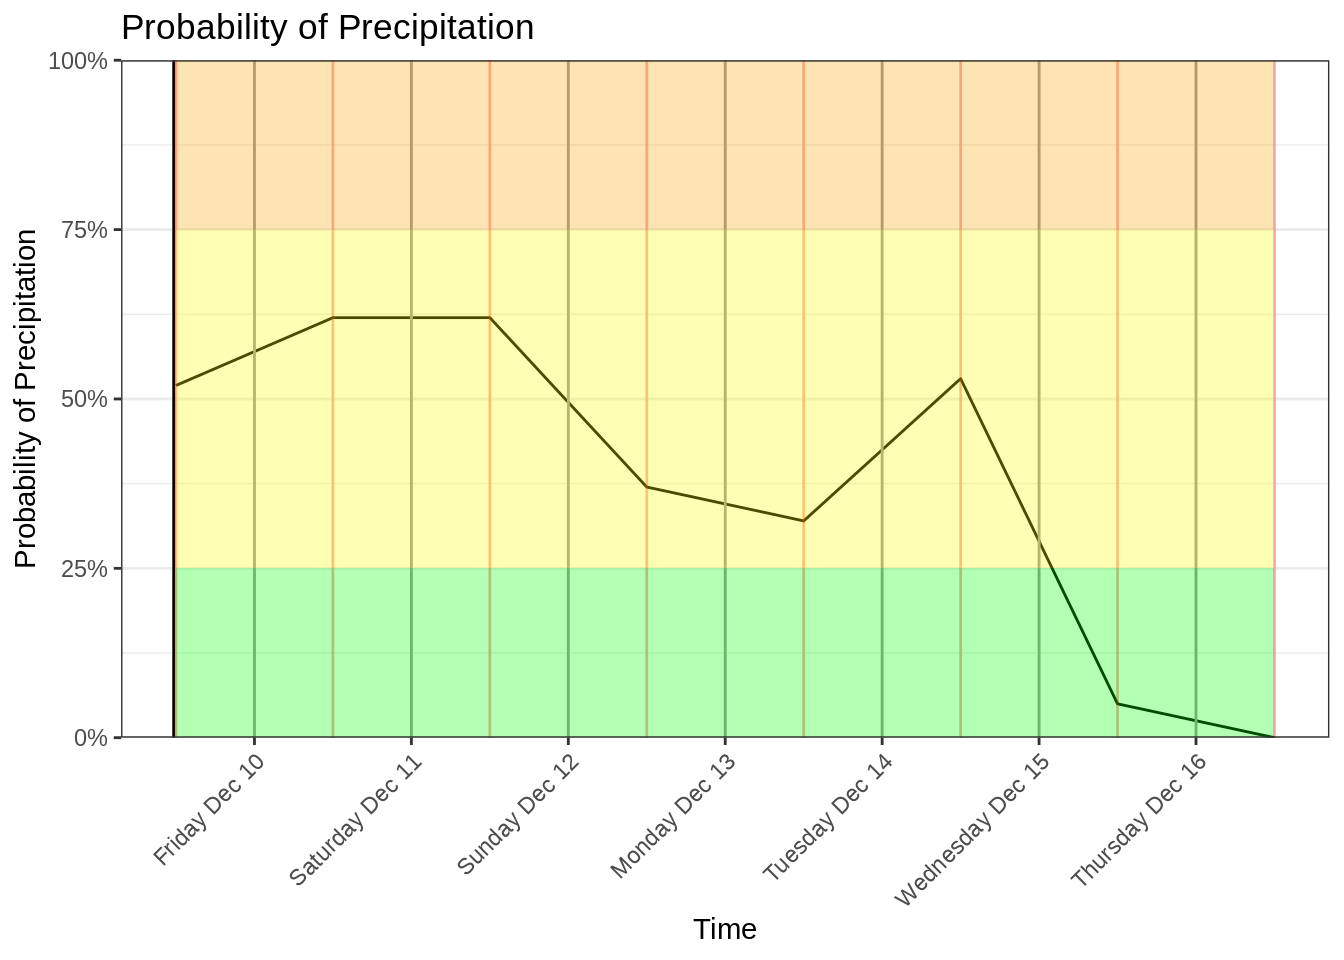 Probability of Precipitation
Probability of Precipitation
100%
75%
50%
25%
0%
Friday Dec 10
Saturday Dec 11
Sunday Dec 12
Monday Dec 13
Tuesday Dec 14
Wednesday Dec 15
Thursday Dec 16
Time